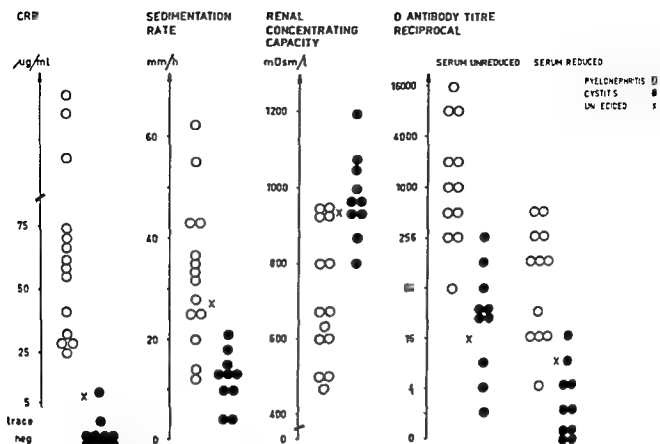 SEDIMENTATION
RATE
RENAL
CONCENTRATING
CAPACITY
O ANTIBODY TITRE
RECIPROCAL
µg/ml
mm/h
mOsm/l
SERUM UNREDUCED
SERUM REDUCED
PYELONEPHRITIS
CYSTITIS
UNDECIDED x
75
50
25
5
trace
neg
60
40
20
0
1200
1000
800
600
400
0
16000
4000
1000
256
16
4
0